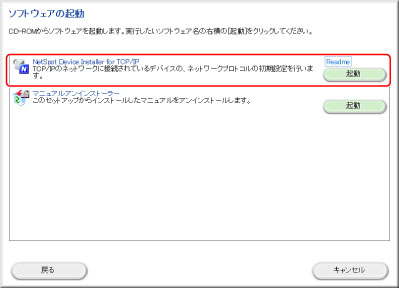 ソフトウェアの起動
CD-ROMからソフトウェアを起動します。実行したいソフトウェア名の右横の[起動]をクリックしてください。
NetSpot Device Installer for TCP/IP
Readme
TCP/IPのネットワークに接続されているデバイスの、ネットワークプロトコルの初期設定を行いま
す。
起動
マニュアルアンインストーラー
このセットアップからインストールしたマニュアルをアンインストールします。
起動
戻る
キャンセル